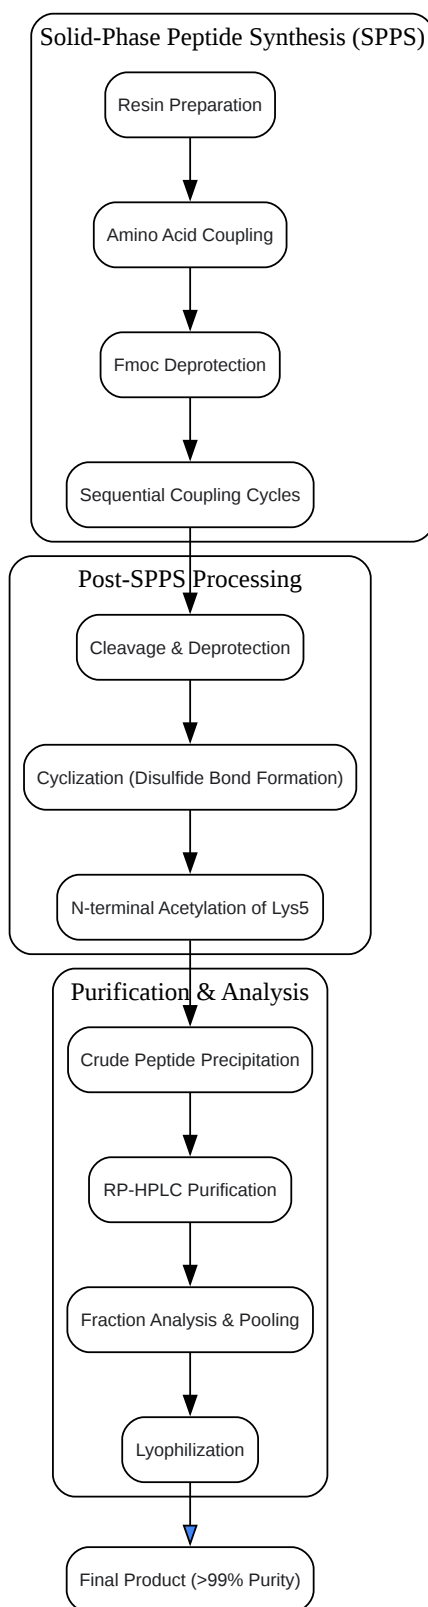 Solid-Phase Peptide Synthesis (SPPS)
Resin Preparation
Amino Acid Coupling
Fmoc Deprotection
Sequential Coupling Cycles
Post-SPPS Processing
Cleavage & Deprotection
Cyclization (Disulfide Bond Formation)
N-terminal Acetylation of Lys5
Purification & Analysis
Crude Peptide Precipitation
RP-HPLC Purification
Fraction Analysis & Pooling
Lyophilization
Final Product (>99% Purity)